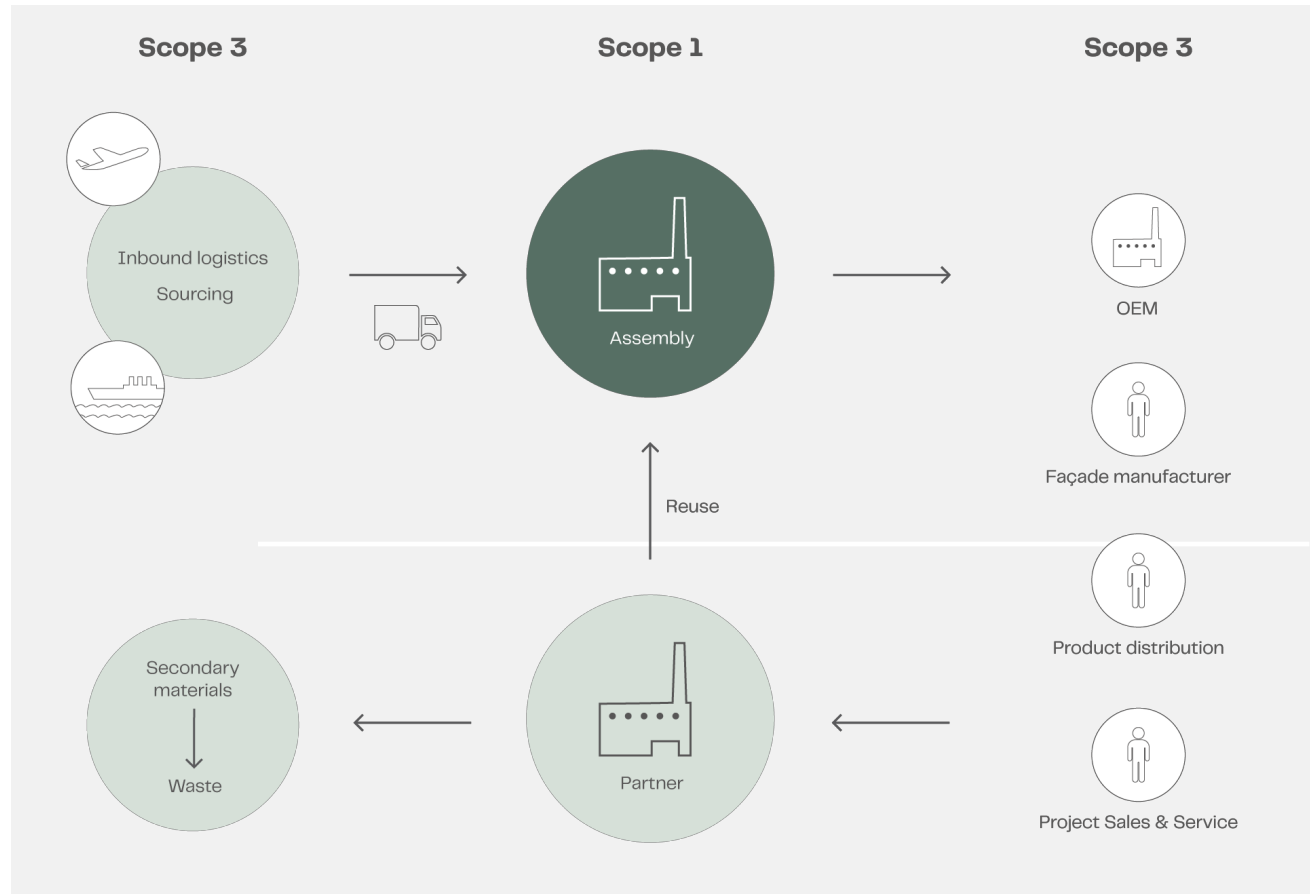 Scope 3
Scope 1
Scope 3
Inbound logistics
Sourcing
Assembly
OEM
Façade manufacturer
Reuse
Product distribution
Secondary
materials
Waste
Partner
Project Sales & Service